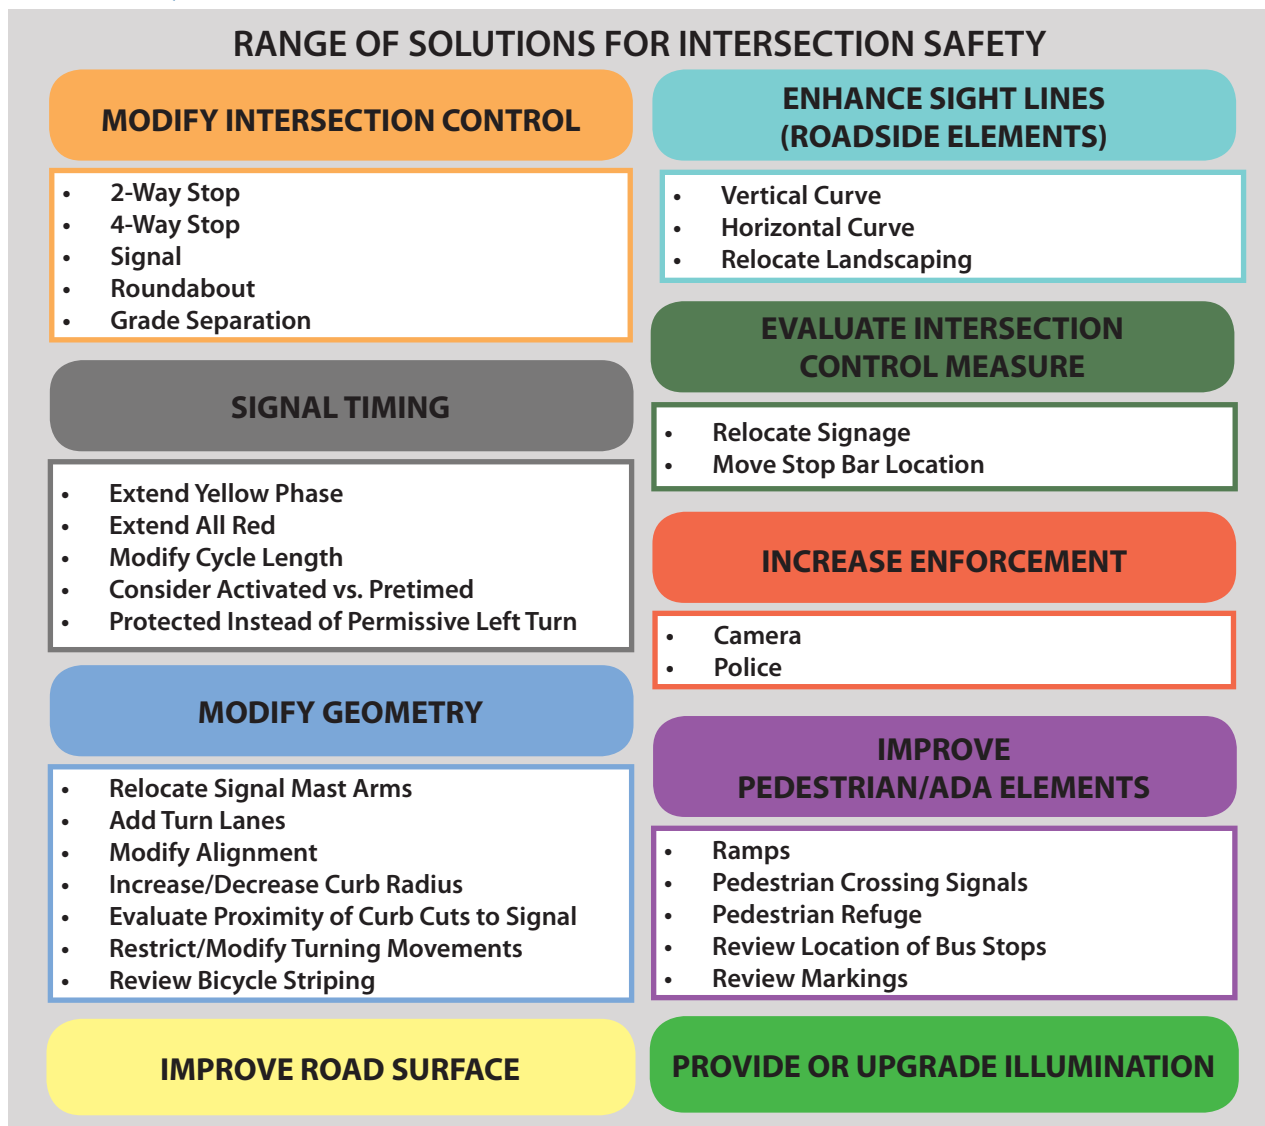 RANGE OF SOLUTIONS FOR INTERSECTION SAFETY
MODIFY INTERSECTION CONTROL
• 2-Way Stop
• 4-Way Stop
• Signal
• Roundabout
• Grade Separation
SIGNAL TIMING
• Extend Yellow Phase
• Extend All Red
• Modify Cycle Length
• Consider Activated vs. Pretimed
• Protected Instead of Permissive Left Turn
MODIFY GEOMETRY
• Relocate Signal Mast Arms
• Add Turn Lanes
• Modify Alignment
• Increase/Decrease Curb Radius
• Evaluate Proximity of Curb Cuts to Signal
• Restrict/Modify Turning Movements
• Review Bicycle Striping
IMPROVE ROAD SURFACE
ENHANCE SIGHT LINES
(ROADSIDE ELEMENTS)
• Vertical Curve
• Horizontal Curve
• Relocate Landscaping
EVALUATE INTERSECTION
CONTROL MEASURE
• Relocate Signage
• Move Stop Bar Location
INCREASE ENFORCEMENT
• Camera
• Police
IMPROVE
PEDESTRIAN/ADA ELEMENTS
• Ramps
• Pedestrian Crossing Signals
• Pedestrian Refuge
• Review Location of Bus Stops
• Review Markings
PROVIDE OR UPGRADE ILLUMINATION